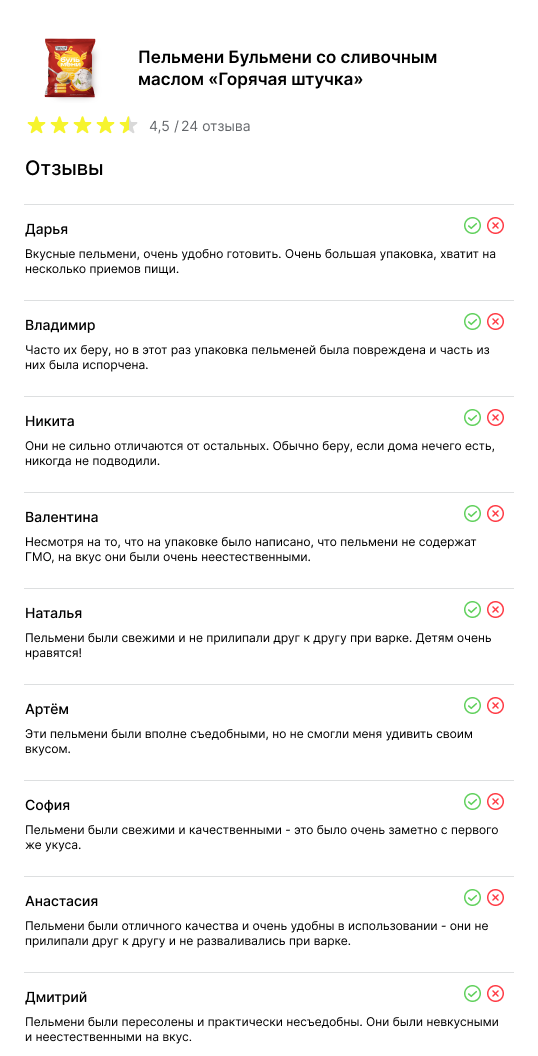 Пельмени Бульмени со сливочным
маслом «Горячая штучка»
4,5 / 24 отзыва
Отзывы
Дарья
Вкусные пельмени, очень удобно готовить. Очень большая упаковка, хватит на
несколько приемов пищи.
Владимир
Часто их беру, но в этот раз упаковка пельменей была повреждена и часть из
них была испорчена.
Никита
Они не сильно отличаются от остальных. Обычно беру, если дома нечего есть,
никогда не подводили.
Валентина
Несмотря на то, что на упаковке было написано, что пельмени не содержат
ГМО, на вкус они были очень неестественными.
Наталья
Пельмени были свежими и не прилипали друг к другу при варке. Детям очень
нравятся!
Артём
Эти пельмени были вполне съедобными, но не смогли меня удивить своим
вкусом.
София
Пельмени были свежими и качественными - это было очень заметно с первого
же укуса.
Анастасия
Пельмени были отличного качества и очень удобны в использовании - они не
прилипали друг к другу и не разваливались при варке.
Дмитрий
Пельмени были пересолены и практически несъедобны. Они были невкусными
и неестественными на вкус.